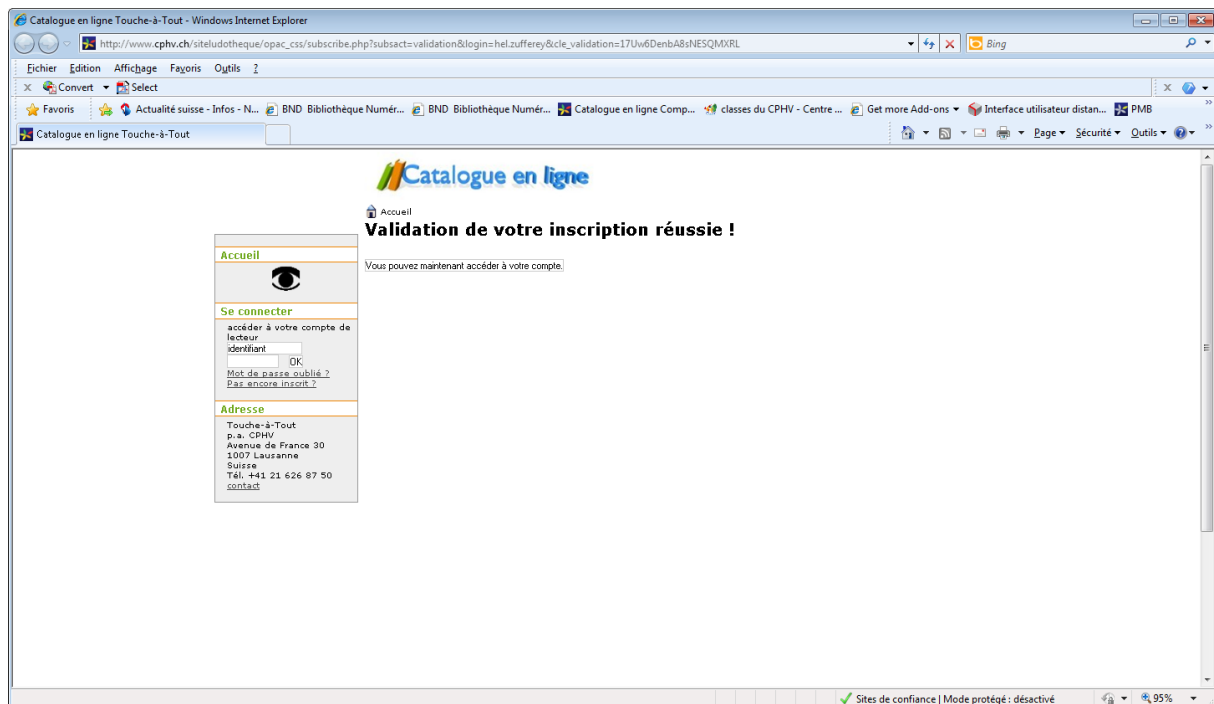 Catalogue en ligne Touche-à-Tout - Windows Internet Explorer
http://www.cphv.ch/siteludotheque/opac_css/subscribe.php?subsact=validation&login=hel.zufferey&cle_validation=17Uw6DenbA8sNESQMXRL
Bing
Fichier Edition Affichage Favoris Outils ?
x Convert Select x
Favoris Actualité suisse - Infos - N... BND Bibliothèque Numér... BND Bibliothèque Numér... Catalogue en ligne Comp... classes du CPHV - Centre ... Get more Add-ons Interface utilisateur distan... PMB »
Catalogue en ligne Touche-à-Tout Page Sécurité Outils »
Catalogue en ligne
Accueil
Validation de votre inscription réussie !
Vous pouvez maintenant accéder à votre compte.
Accueil
Se connecter
accéder à votre compte de
lecteur
identifiant
OK
Mot de passe oublié ?
Pas encore inscrit ?
Adresse
Touche-à-Tout
p.a. CPHV
Avenue de France 30
1007 Lausanne
Suisse
Tél. +41 21 626 87 50
contact
Sites de confiance | Mode protégé : désactivé 95%